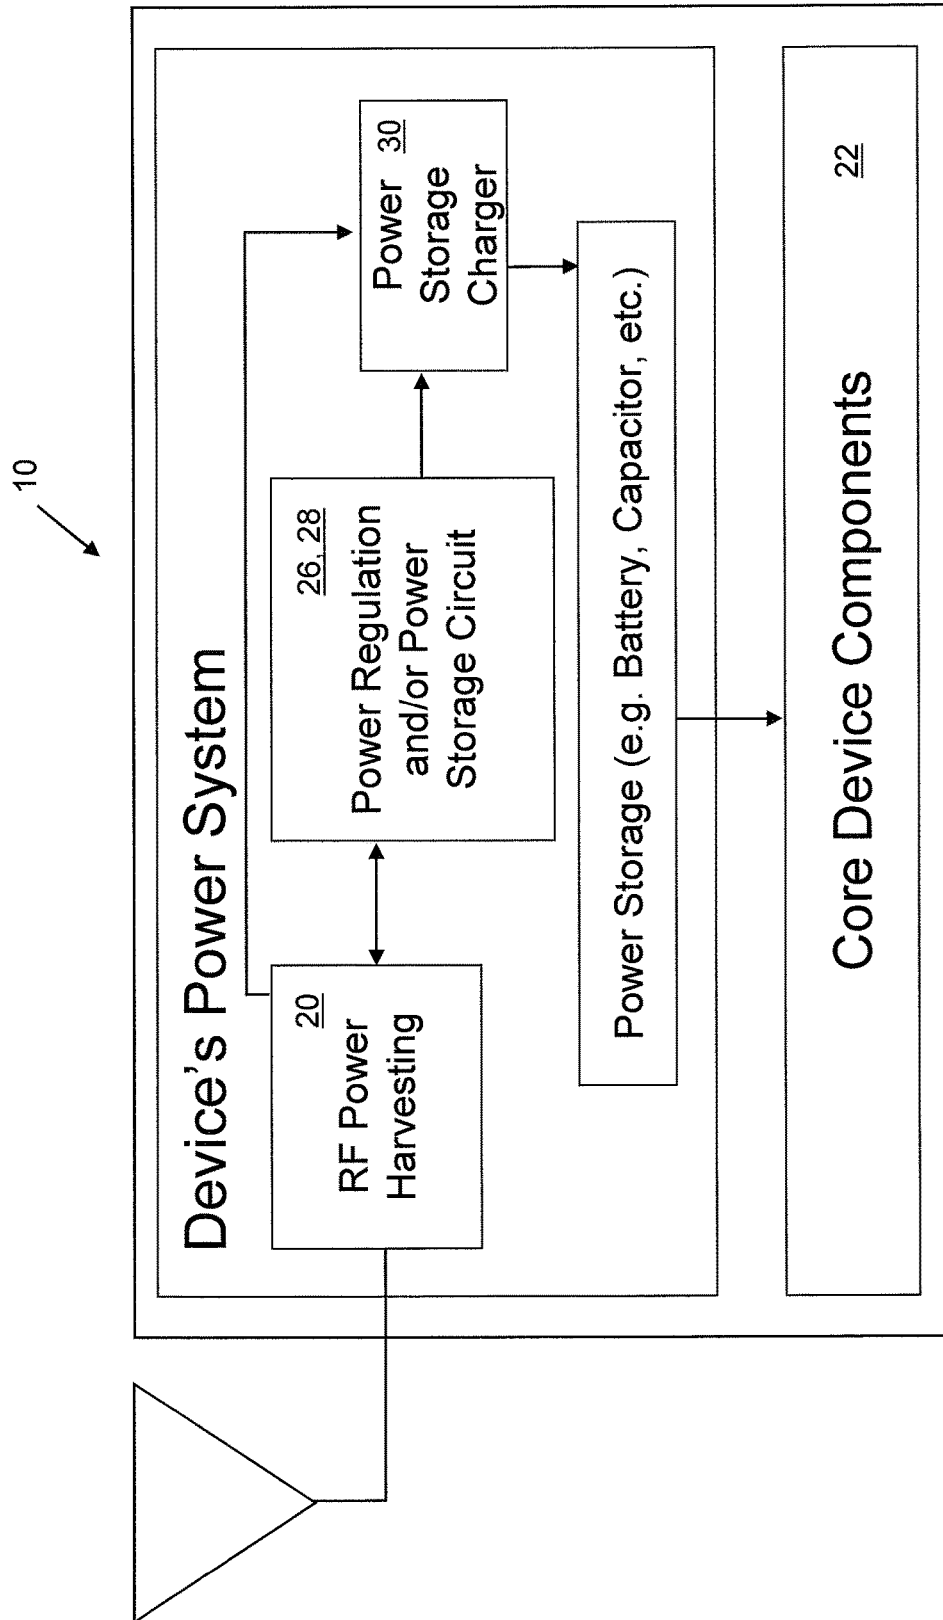 10
Device's Power System
20
RF Power
Harvesting
26, 28
Power Regulation
and/or Power
Storage Circuit
Power 30
Storage
Charger
Power Storage (e.g. Battery, Capacitor, etc.)
Core Device Components 22